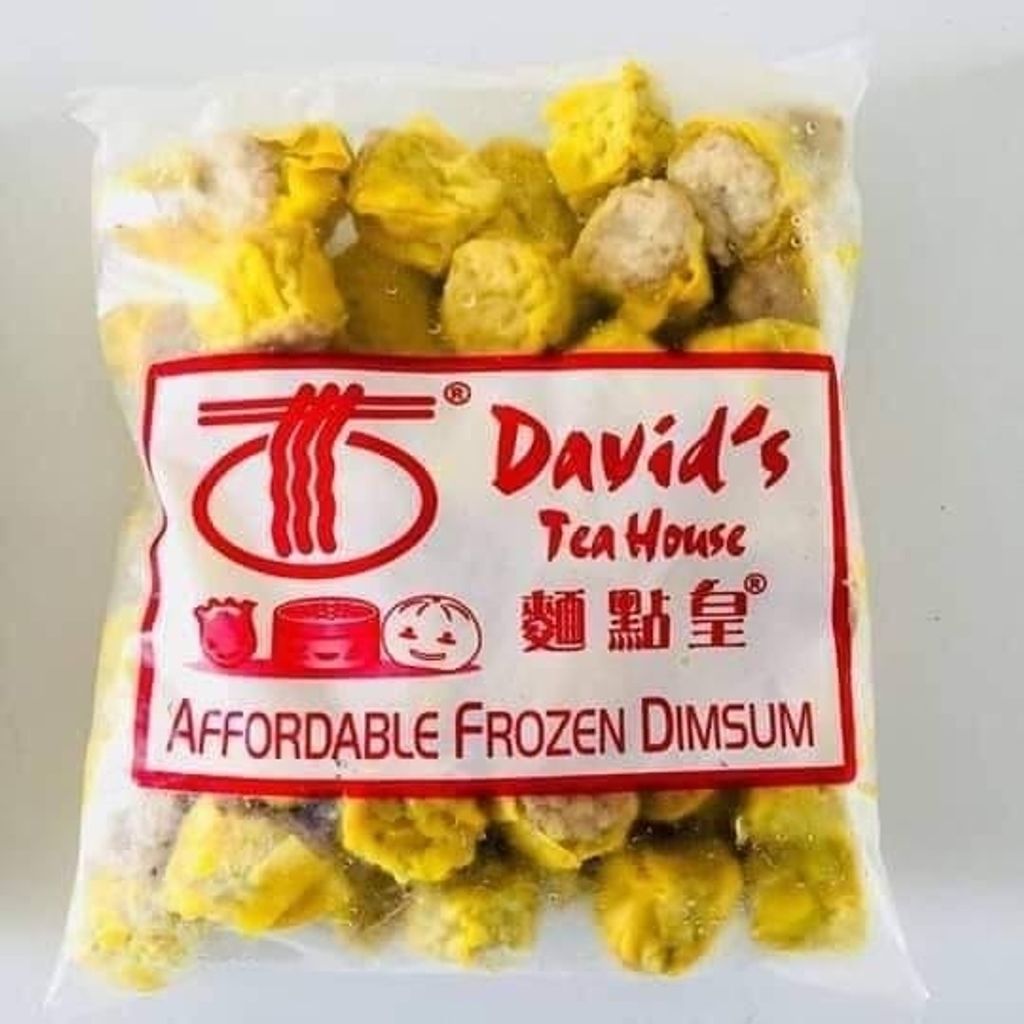 ®
David's
Tea House
麵點皇®
AFFORDABLE FROZEN DIMSUM